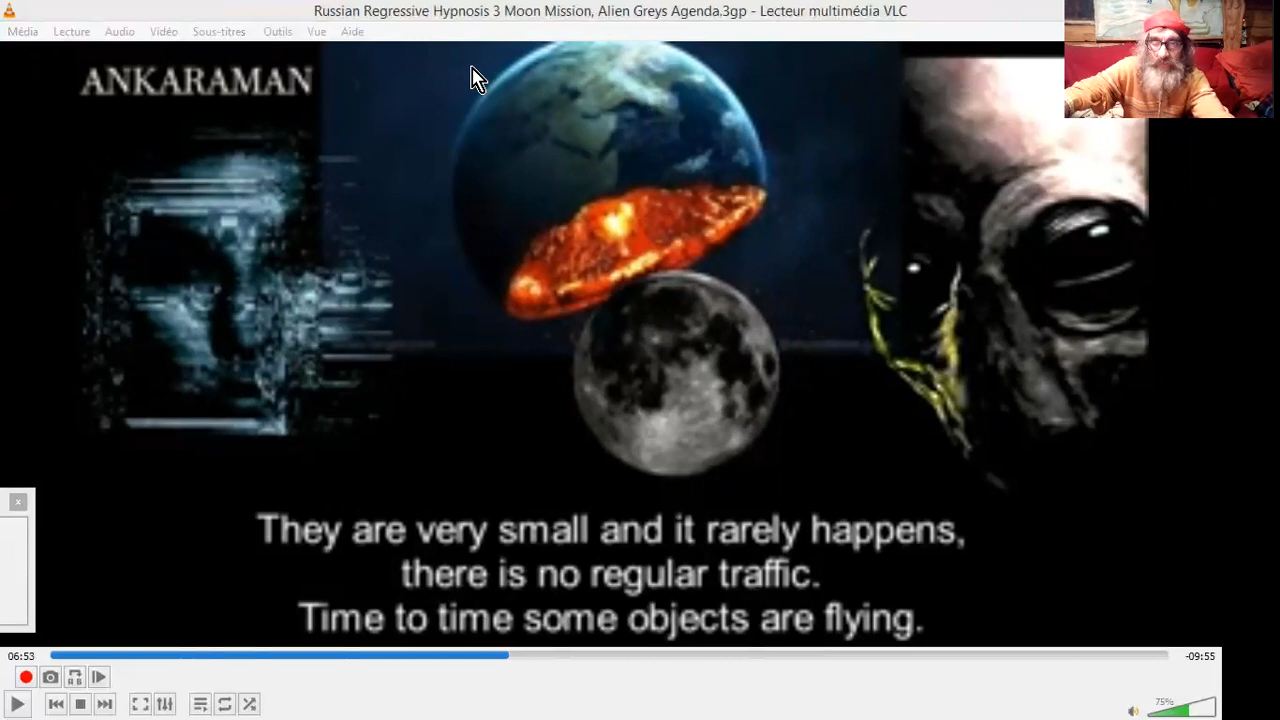 Russian Regressive Hypnosis 3 Moon Mission, Alien Greys Agenda,3gp - Lecteur multimédia VLC
Média Lecture Audio Vidéo Sous-titres Outils Vue Aide
ANKARAMAN
They are very small and it rarely happens,
there is no regular traffic.
Time to time some objects are flying.
06:53 -09:55
75%